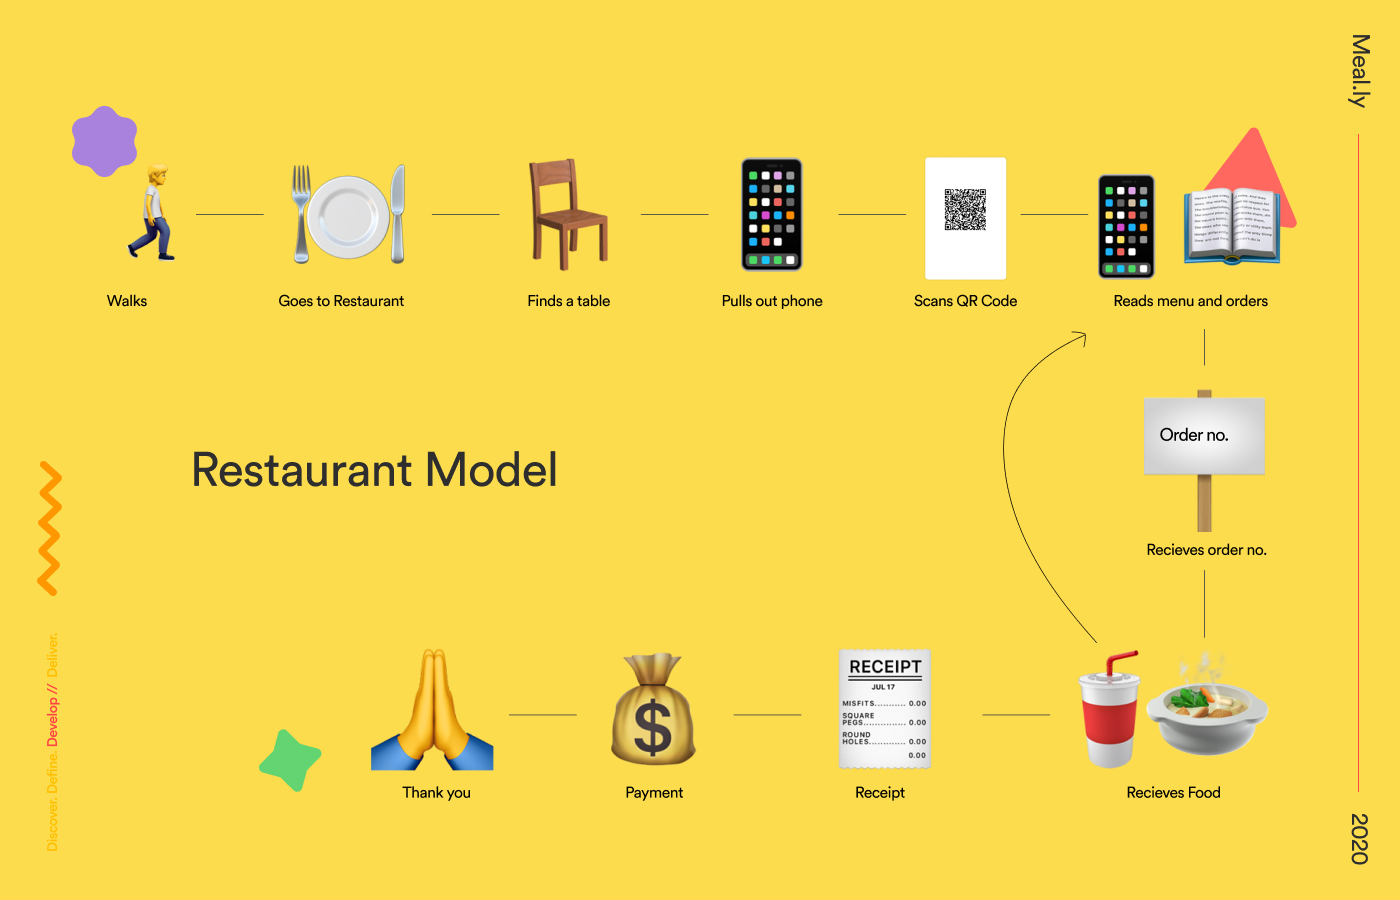 Meal.ly
Walks
Goes to Restaurant
Finds a table
Pulls out phone
Scans QR Code
Reads menu and orders
Order no.
Recieves order no.
Restaurant Model
Discover. Define. Develop // Deliver.
RECEIPT
JUL 17
MISFITS........... 0.00
SQUARE
PEGS.............. 0.00
ROUND
HOLES............ 0.00
0.00
Thank you
Payment
Receipt
Recieves Food
2020